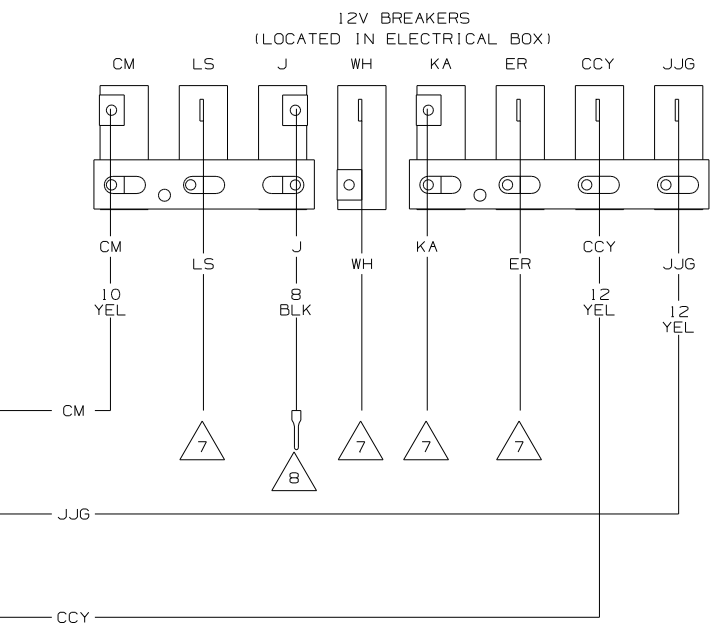 12V BREAKERS
(LOCATED IN ELECTRICAL BOX)
CM LS J WH KA ER CCY JJG
CM J KA CCY
LS WH ER JJG
10 YEL
8 BLK
12 YEL
12 YEL
CM
7
7
7
7
8
JJG
CCY